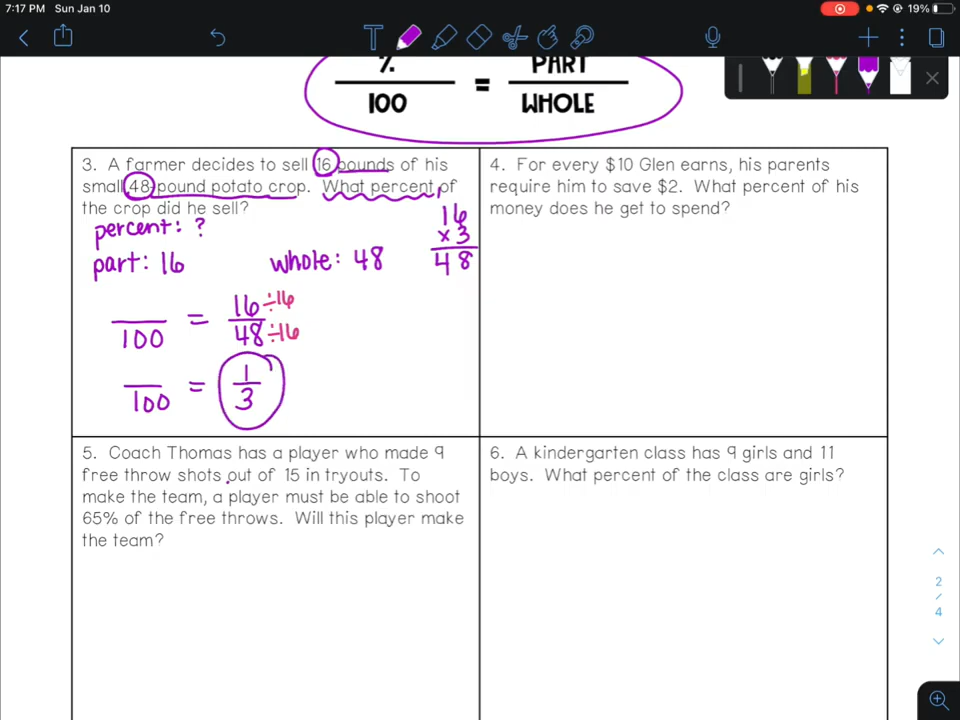 7:17 PM Sun Jan 10
19%
T
%
100
=
PART
WHOLE
3. A farmer decides to sell 16 pounds of his
small 48-pound potato crop. What percent of
the crop did he sell?
percent: ?
part: 16
whole: 48
16
x 3
48
100
=
16 ÷16
48 ÷16
100
=
1
3
4. For every $10 Glen earns, his parents
require him to save $2. What percent of his
money does he get to spend?
5. Coach Thomas has a player who made 9
free throw shots out of 15 in tryouts. To
make the team, a player must be able to shoot
65% of the free throws. Will this player make
the team?
6. A kindergarten class has 9 girls and 11
boys. What percent of the class are girls?
2
/
4